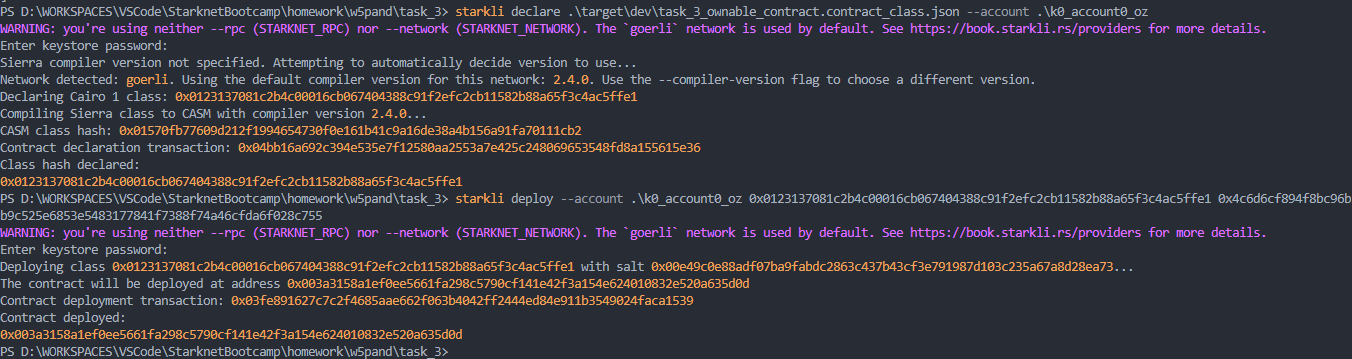 PS D:\WORKSPACES\VSCode\StarknetBootcamp\homework\w5pand\task_3> starkli declare .\target\dev\task_3_ownable_contract.contract_class.json --account .\k0_account0_oz
WARNING: you're using neither --rpc (STARKNET_RPC) nor --network (STARKNET_NETWORK). The `goerli` network is used by default. See https://book.starkli.rs/providers for more details.
Enter keystore password:
Sierra compiler version not specified. Attempting to automatically decide version to use...
Network detected: goerli. Using the default compiler version for this network: 2.4.0. Use the --compiler-version flag to choose a different version.
Declaring Cairo 1 class: 0x0123137081c2b4c00016cb067404388c91f2efc2cb11582b88a65f3c4ac5ffe1
Compiling Sierra class to CASM with compiler version 2.4.0...
CASM class hash: 0x01570fb77609d212f1994654730f0e161b41c9a16de38a4b156a91fa70111cb2
Contract declaration transaction: 0x04bb16a692c394e535e7f12580aa2553a7e425c248069653548fd8a155615e36
Class hash declared:
0x0123137081c2b4c00016cb067404388c91f2efc2cb11582b88a65f3c4ac5ffe1
PS D:\WORKSPACES\VSCode\StarknetBootcamp\homework\w5pand\task_3> starkli deploy --account .\k0_account0_oz 0x0123137081c2b4c00016cb067404388c91f2efc2cb11582b88a65f3c4ac5ffe1 0x4c6d6cf894f8bc96b
b9c525e6853e5483177841f7388f74a46cfda6f028c755
WARNING: you're using neither --rpc (STARKNET_RPC) nor --network (STARKNET_NETWORK). The `goerli` network is used by default. See https://book.starkli.rs/providers for more details.
Enter keystore password:
Deploying class 0x0123137081c2b4c00016cb067404388c91f2efc2cb11582b88a65f3c4ac5ffe1 with salt 0x00e49c0e88adf07ba9fabdc2863c437b43cf3e791987d103c235a67a8d28ea73...
The contract will be deployed at address 0x003a3158a1ef0ee5661fa298c5790cf141e42f3a154e624010832e520a635d0d
Contract deployment transaction: 0x03fe891627c7c2f4685aae662f063b4042ff2444ed84e911b3549024faca1539
Contract deployed:
0x003a3158a1ef0ee5661fa298c5790cf141e42f3a154e624010832e520a635d0d
PS D:\WORKSPACES\VSCode\StarknetBootcamp\homework\w5pand\task_3>